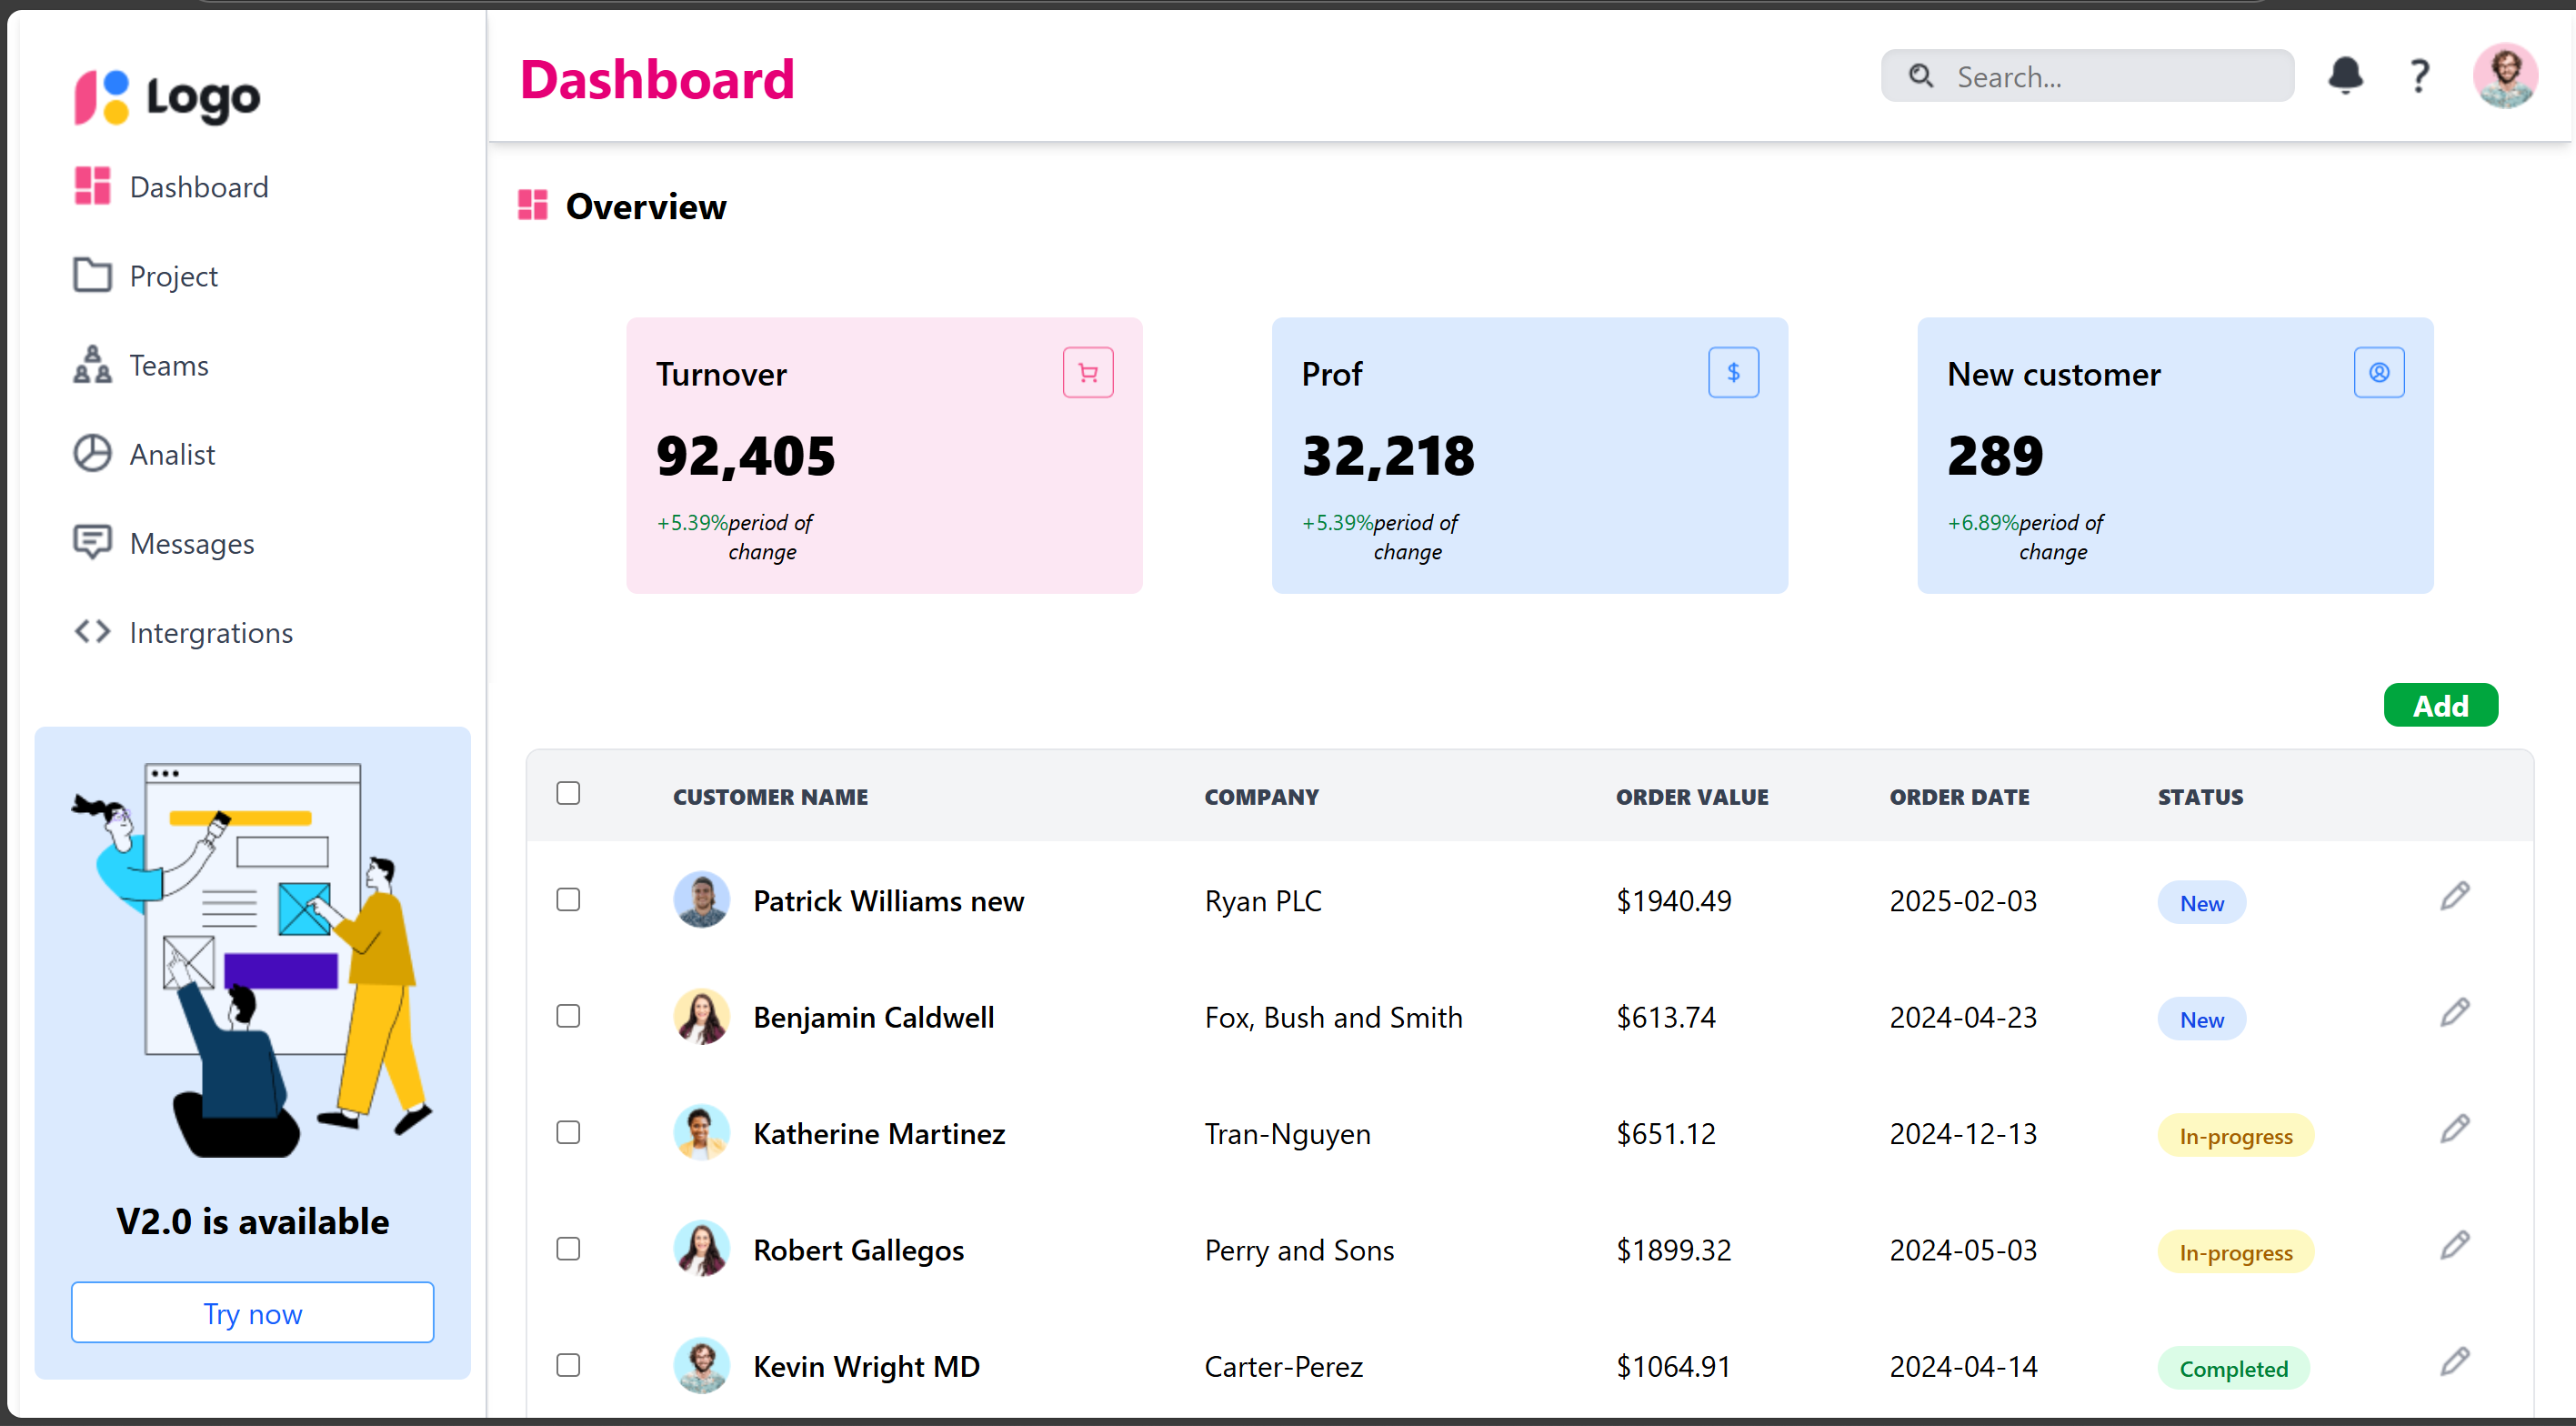 Logo
Dashboard
Project
Teams
Analist
Messages
Intergrations
V2.0 is available
Try now
Dashboard
Search...
?
Overview
Turnover
92,405
+5.39%period of
change
Prof
$
32,218
+5.39%period of
change
New customer
289
+6.89%period of
change
Add
CUSTOMER NAME COMPANY ORDER VALUE ORDER DATE STATUS
Patrick Williams new Ryan PLC $1940.49 2025-02-03 New
Benjamin Caldwell Fox, Bush and Smith $613.74 2024-04-23 New
Katherine Martinez Tran-Nguyen $651.12 2024-12-13 In-progress
Robert Gallegos Perry and Sons $1899.32 2024-05-03 In-progress
Kevin Wright MD Carter-Perez $1064.91 2024-04-14 Completed